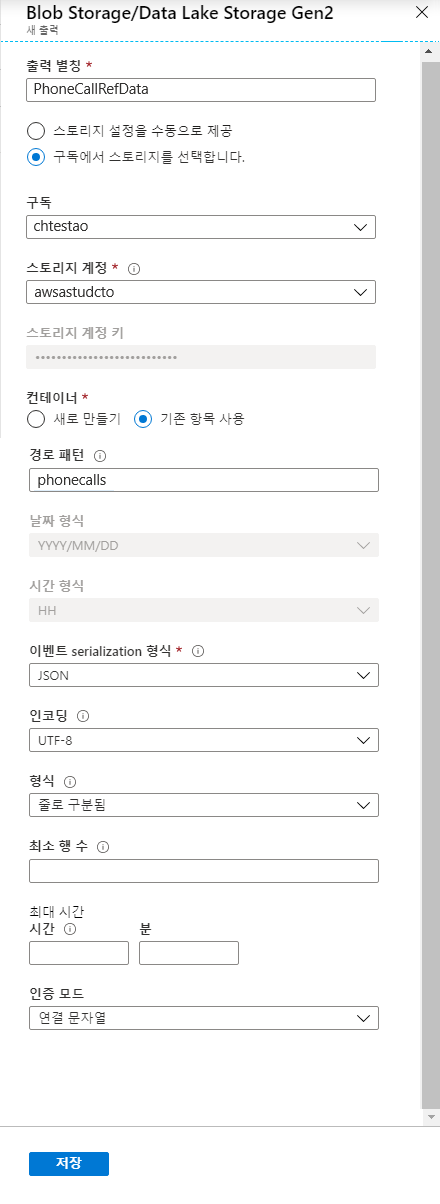 Blob Storage/Data Lake Storage Gen2
새 출력
출력 별칭 *
PhoneCallRefData
스토리지 설정을 수동으로 제공
구독에서 스토리지를 선택합니다.
구독
chtestao
스토리지 계정 *
awsastudcto
스토리지 계정 키
••••••••••••••••••••••••••••
컨테이너 *
새로 만들기 기존 항목 사용
경로 패턴
phonecalls
날짜 형식
YYYY/MM/DD
시간 형식
HH
이벤트 serialization 형식 *
JSON
인코딩
UTF-8
형식
줄로 구분됨
최소 행 수
최대 시간
시간 분
인증 모드
연결 문자열
저장